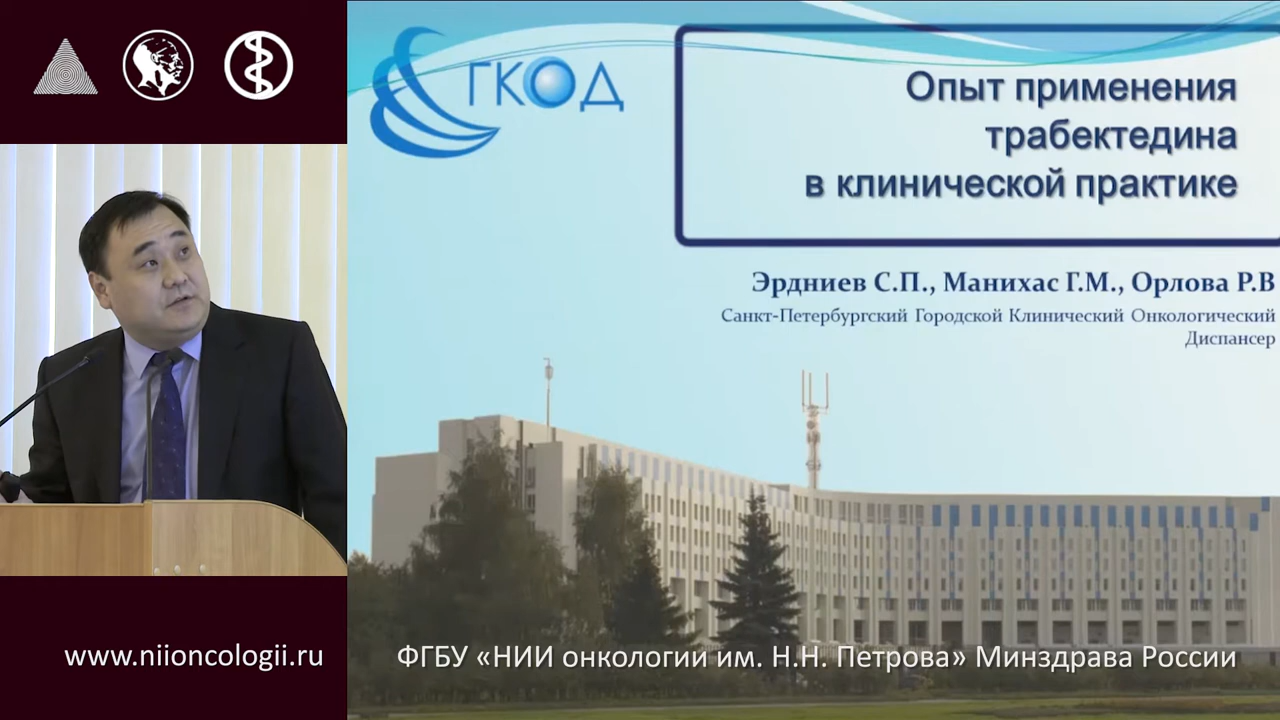 ГКОД
Опыт применения
трабектедина
в клинической практике
Эрдниев С.П., Манихас Г.М., Орлова Р.В
Санкт-Петербургский Городской Клинический Онкологический
Диспансер
www.niioncologii.ru
ФГБУ «НИИ онкологии им. Н.Н. Петрова» Минздрава России